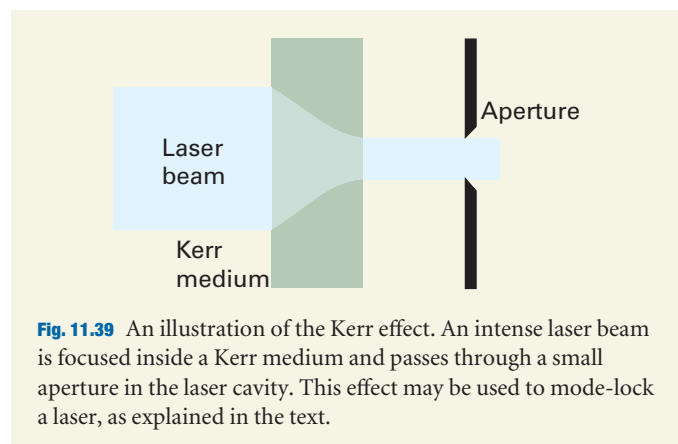 Aperture
Laser
beam
Kerr
medium
Fig. 11.39 An illustration of the Kerr effect. An intense laser beam
is focused inside a Kerr medium and passes through a small
aperture in the laser cavity. This effect may be used to mode-lock
a laser, as explained in the text.